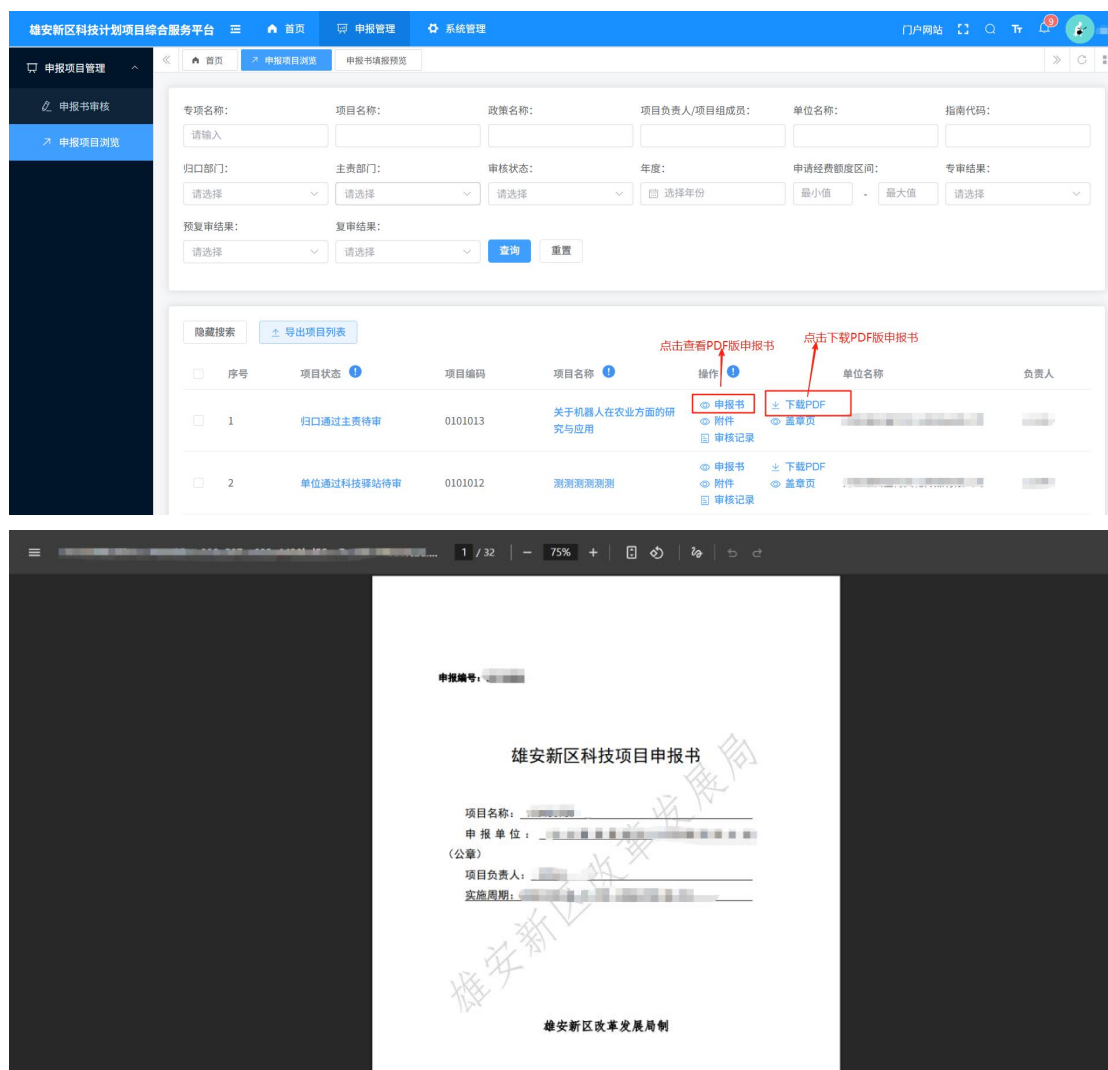 雄安新区科技计划项目综合服务平台 首页 申报管理 系统管理 门户网站 Tт 9
申报项目管理 首页 申报项目浏览 申报书填报预览
申报书审核
申报项目浏览
专项名称: 项目名称: 政策名称: 项目负责人/项目组成员: 单位名称: 指南代码:
请输入
归口部门: 主责部门: 审核状态: 年度: 申请经费额度区间: 专审结果:
请选择 请选择 请选择 选择年份 最小值 - 最大值 请选择
预复审结果: 复审结果:
请选择 请选择 查询 重置
隐藏搜索 导出项目列表
点击查看PDF版申报书 点击下载PDF版申报书
序号 项目状态 项目编码 项目名称 操作 单位名称 负责人
1 归口通过主责待审 0101013 关于机器人在农业方面的研究与应用 申报书 下载PDF
附件 盖章页
审核记录
2 单位通过科技驿站待审 0101012 测测测测测测 申报书 下载PDF
附件 盖章页
审核记录
1 / 32 − 75% +
申报编号:
雄安新区科技项目申报书
项目名称:
申报单位:
(公章)
项目负责人:
实施周期:
雄安新区改革发展局
雄安新区改革发展局制